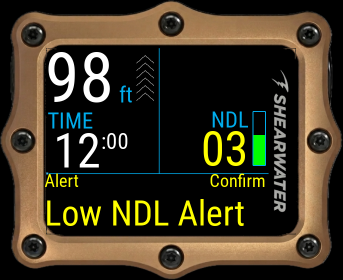 98 ft
TIME NDL
12:00 03
Alert Confirm
Low NDL Alert
SHEARWATER